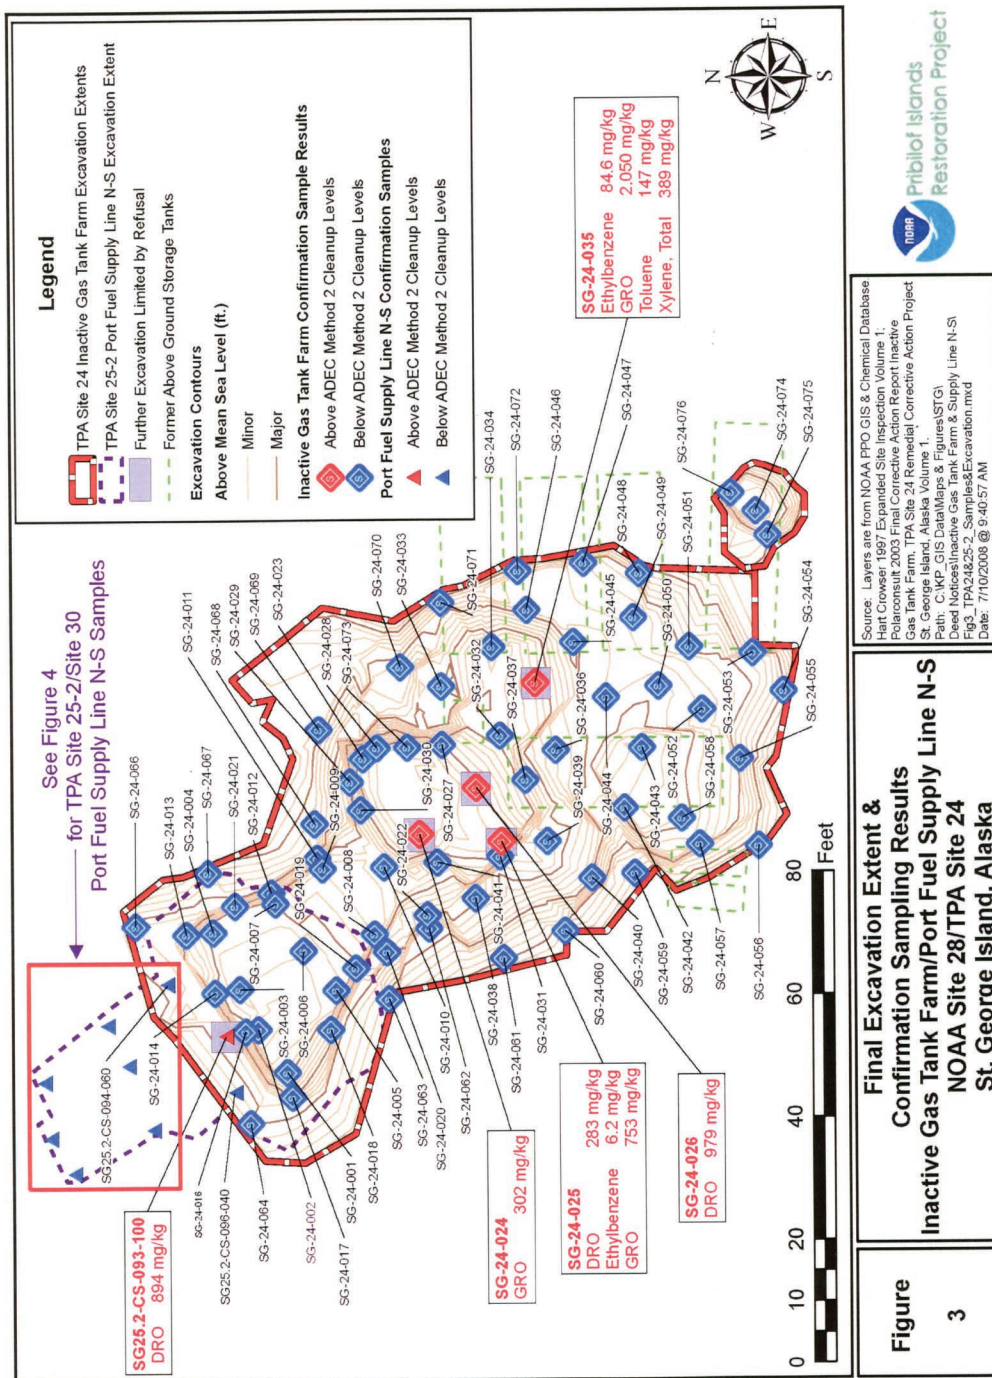 Legend
TPA Site 24 Inactive Gas Tank Farm Excavation Extents
TPA Site 25-2 Port Fuel Supply Line N-S Excavation Extent
Further Excavation Limited by Refusal
Former Above Ground Storage Tanks
Excavation Contours
Above Mean Sea Level (ft.)
Minor
Major
Inactive Gas Tank Farm Confirmation Sample Results
Above ADEC Method 2 Cleanup Levels
Below ADEC Method 2 Cleanup Levels
Port Fuel Supply Line N-S Confirmation Samples
Above ADEC Method 2 Cleanup Levels
Below ADEC Method 2 Cleanup Levels
N
S
W
See Figure 4
for TPA Site 25-2/Site 30
Port Fuel Supply Line N-S Samples
SG25.2-CS-093-100
DRO 894 mg/kg
SG-24-024
GRO 302 mg/kg
SG-24-025
DRO 283 mg/kg
Ethylbenzene 6.2 mg/kg
GRO 753 mg/kg
SG-24-026
DRO 979 mg/kg
SG-24-035
Ethylbenzene 84.6 mg/kg
GRO 2,050 mg/kg
Toluene 147 mg/kg
Xylene, Total 389 mg/kg
SG-24-066
SG-24-013
SG-24-004
SG-24-067
SG-24-021
SG-24-012
SG-24-011
SG-24-068
SG-24-029
SG-24-069
SG-24-023
SG-24-028
SG-24-073
SG-24-070
SG-24-033
SG-24-071
SG-24-034
SG-24-072
SG-24-046
SG-24-047
SG-24-048
SG-24-049
SG-24-051
SG-24-076
SG-24-074
SG-24-075
SG-24-054
SG-24-055
SG-24-053
SG-24-050
SG-24-045
SG-24-032
SG-24-037
SG-24-036
SG-24-039
SG-24-044
SG-24-052
SG-24-058
SG-24-043
SG-24-030
SG-24-027
SG-24-009
SG-24-022
SG-24-008
SG-24-019
SG-24-007
SG-24-041
SG-24-040
SG-24-059
SG-24-042
SG-24-057
SG-24-056
SG-24-060
SG-24-031
SG-24-061
SG-24-038
SG-24-062
SG-24-010
SG-24-020
SG-24-063
SG-24-005
SG-24-018
SG-24-006
SG-24-003
SG-24-001
SG-24-002
SG-24-017
SG-24-064
SG25.2-CS-096-040
SG-24-016
SG-24-014
SG25.2-CS-094-060
0 10 20 40 60 80
Feet
Figure
3
Final Excavation Extent &
Confirmation Sampling Results
Inactive Gas Tank Farm/Port Fuel Supply Line N-S
NOAA Site 28/TPA Site 24
St. George Island, Alaska
Source: Layers are from NOAA PPO GIS & Chemical Database
Hart Crowser 1997 Expanded Site Inspection Volume 1;
Polarconsult 2003 Final Corrective Action Report Inactive
Gas Tank Farm, TPA Site 24 Remedial Corrective Action Project
St. George Island, Alaska Volume 1.
Path: C:\KP_GIS Data\Maps & Figures\STG\
Deed Notices\Inactive Gas Tank Farm & Supply Line N-S\
Fig3_TPA24&25-2_Samples&Excavation.mxd
Date: 7/10/2008 @ 9:40:57 AM
NOAA
Pribilof Islands
Restoration Project